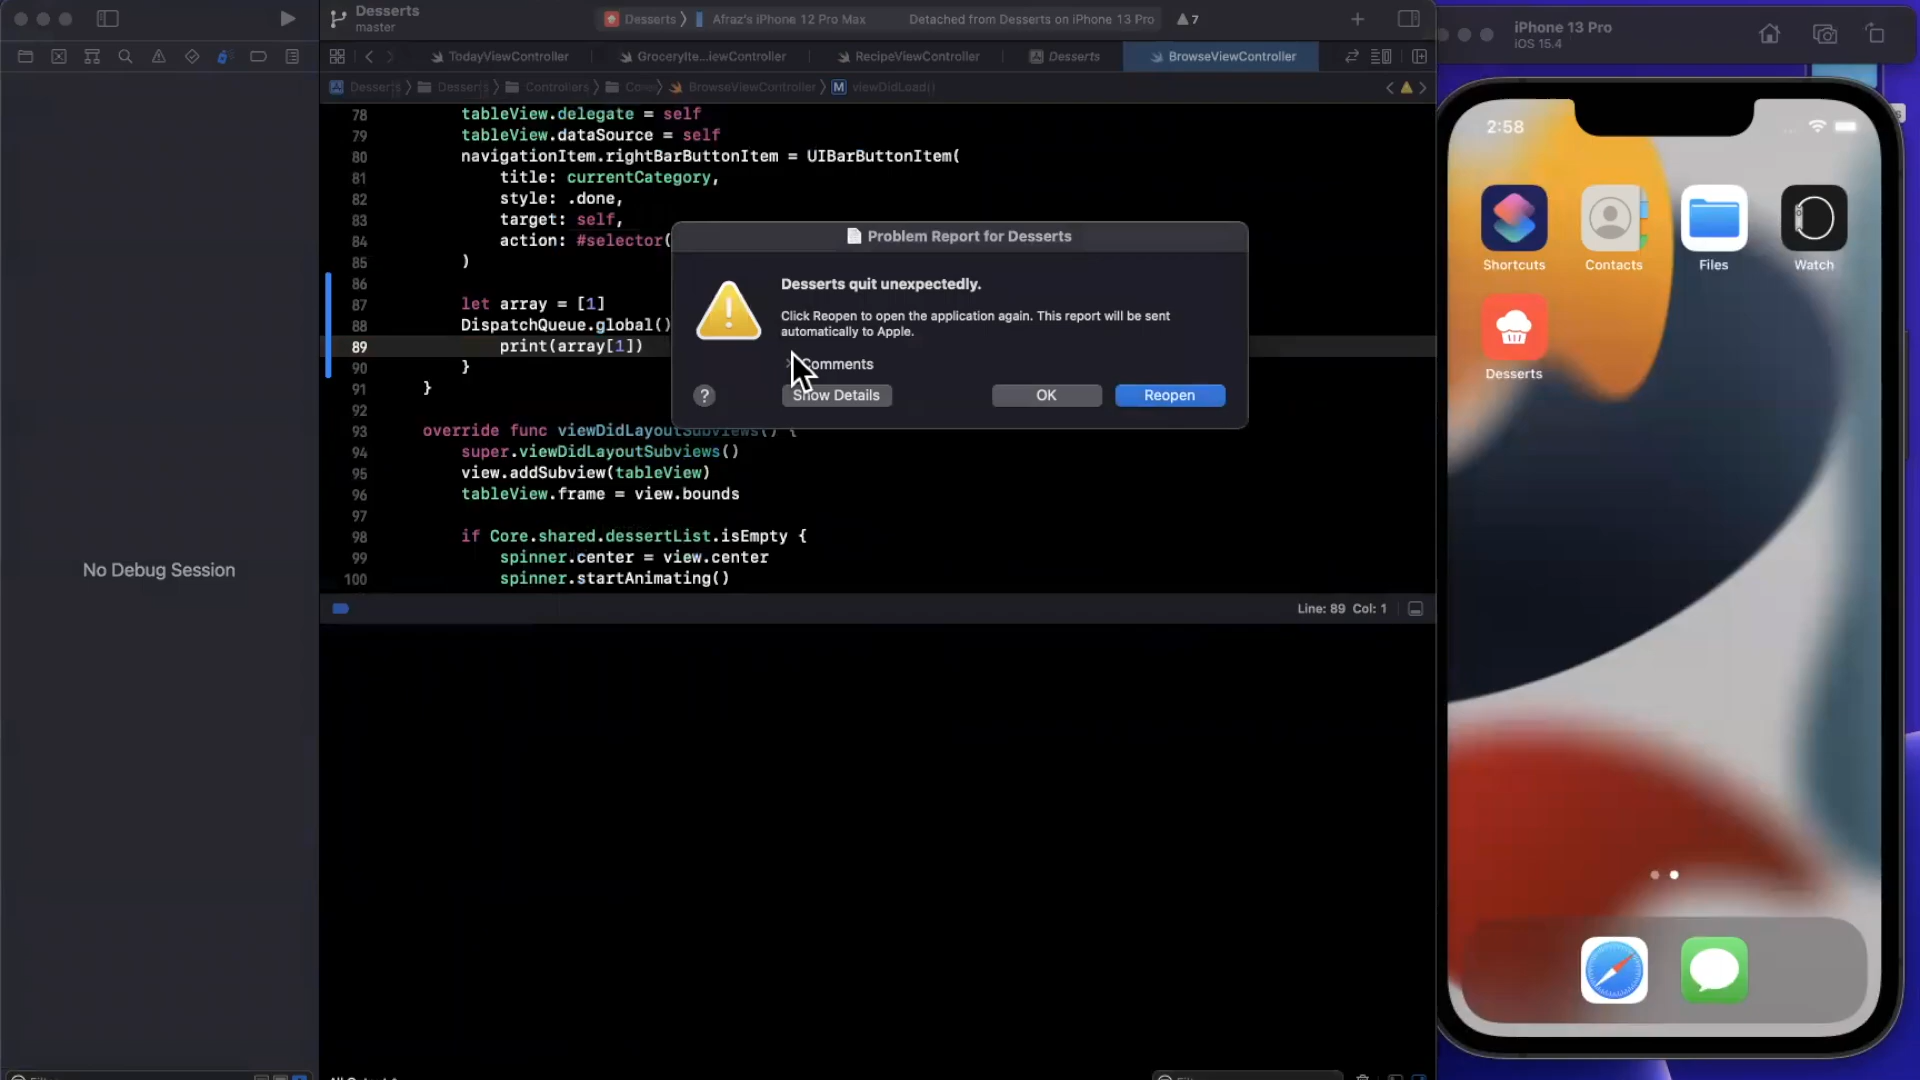 Desserts
master
Desserts
Afraz's iPhone 12 Pro Max
Detached from Desserts on iPhone 13 Pro
7
TodayViewController
GroceryIte...iewController
RecipeViewController
Desserts
BrowseViewController
Desserts
Desserts
Controllers
BrowseViewController
M
viewDidLoad()
78 tableView.delegate = self
79 tableView.dataSource = self
80 navigationItem.rightBarButtonItem = UIBarButtonItem(
81 title: currentCategory,
82 style: .done,
83 target: self,
84 action: #selector(
85 )
86
87 let array = [1]
88 DispatchQueue.global()
89 print(array[1])
90 }
91 }
92
93 override func viewDidLayoutSubviews() {
94 super.viewDidLayoutSubviews()
95 view.addSubview(tableView)
96 tableView.frame = view.bounds
97
98 if Core.shared.dessertList.isEmpty {
99 spinner.center = view.center
100 spinner.startAnimating()
Line: 89 Col: 1
No Debug Session
Problem Report for Desserts
Desserts quit unexpectedly.
Click Reopen to open the application again. This report will be sent
automatically to Apple.
Comments
?
Show Details
OK
Reopen
iPhone 13 Pro
iOS 15.4
2:58
Shortcuts
Contacts
Files
Watch
Desserts